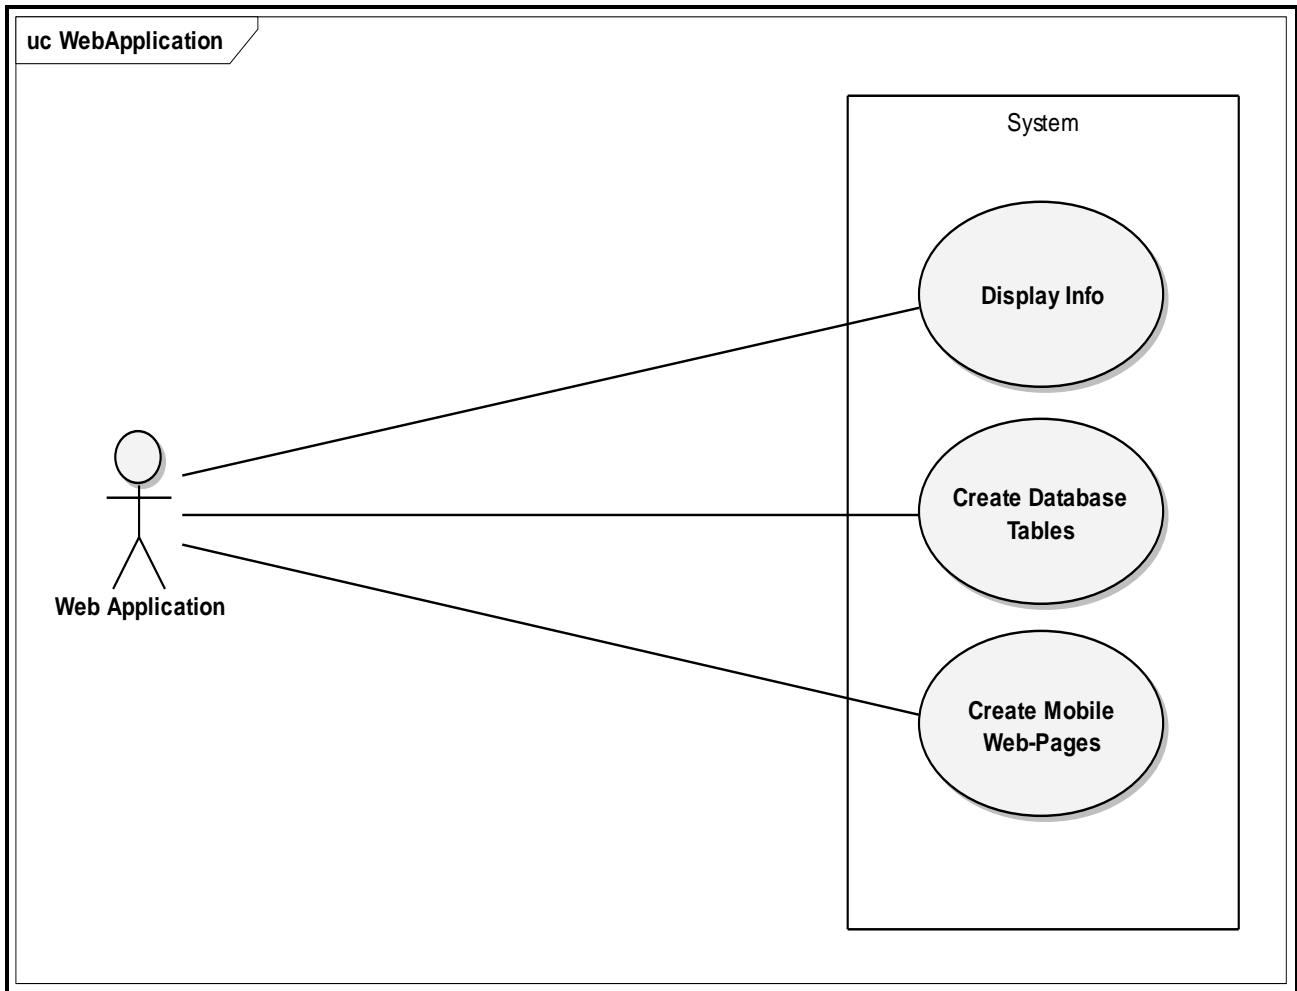 uc WebApplication
System
Display Info
Create Database
Tables
Web Application
Create Mobile
Web-Pages